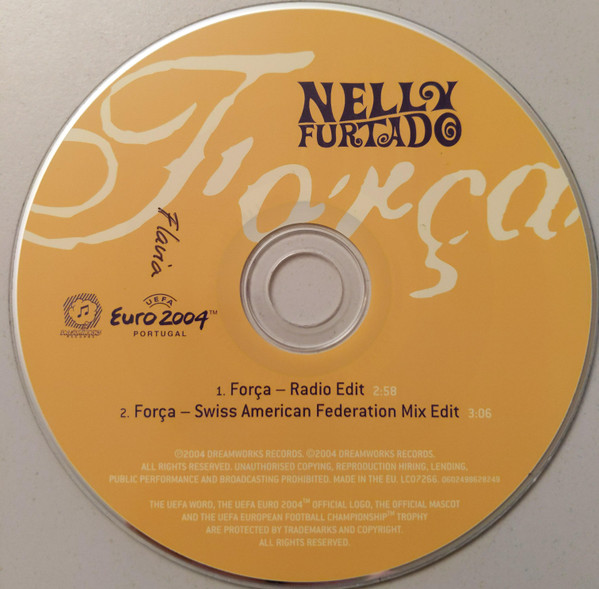 NELLY
FURTADO
Força
Flavia
UEFA
Euro2004™
PORTUGAL
1. Força – Radio Edit 2:58
2. Força – Swiss American Federation Mix Edit 3:06
℗2004 DREAMWORKS RECORDS. ©2004 DREAMWORKS RECORDS.
ALL RIGHTS RESERVED. UNAUTHORISED COPYING, REPRODUCTION HIRING, LENDING,
PUBLIC PERFORMANCE AND BROADCASTING PROHIBITED. MADE IN THE EU. LC07266.
THE UEFA WORD, THE UEFA EURO 2004™ OFFICIAL LOGO, THE OFFICIAL MASCOT
AND THE UEFA EUROPEAN FOOTBALL CHAMPIONSHIP™ TROPHY
ARE PROTECTED BY TRADEMARKS AND COPYRIGHT.
ALL RIGHTS RESERVED.